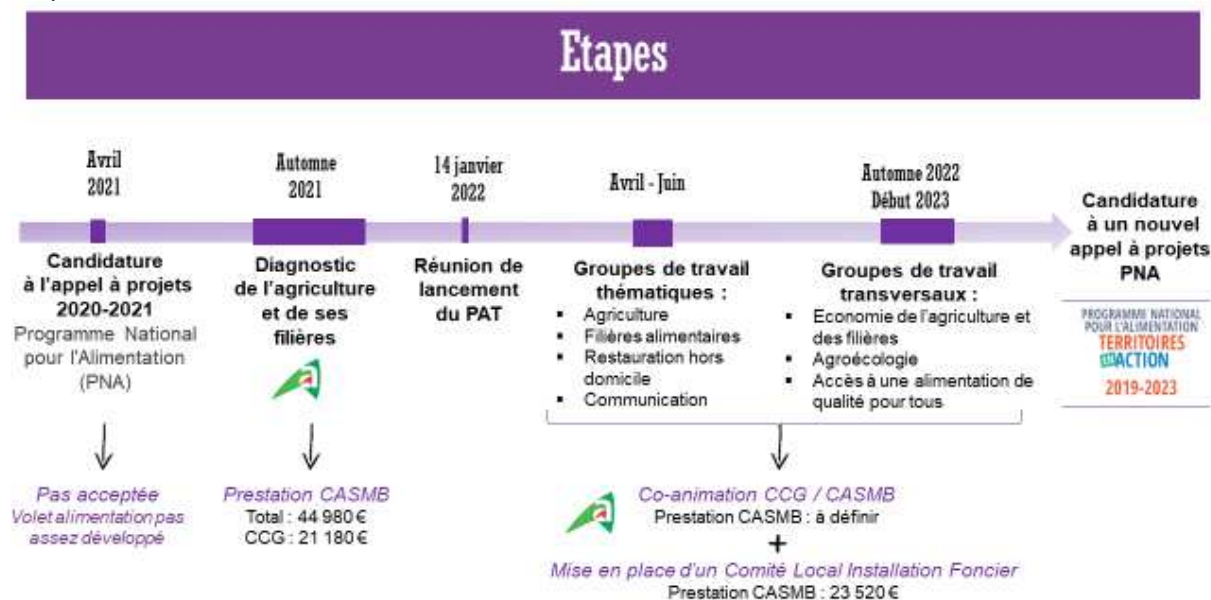 Etapes
Avril
2021
Candidature
à l'appel à projets
2020-2021
Programme National
pour l'Alimentation
(PNA)
Pas acceptée
Volet alimentation pas
assez développé
Automne
2021
Diagnostic
de l'agriculture
et de ses
filières
Prestation CASMB
Total : 44 980 €
CCG : 21 180 €
14 janvier
2022
Réunion de
lancement
du PAT
Avril - Juin
Groupes de travail
thématiques :
▪ Agriculture
▪ Filières alimentaires
▪ Restauration hors
domicile
▪ Communication
Automne 2022
Début 2023
Groupes de travail
transversaux :
▪ Economie de l'agriculture et
des filières
▪ Agroécologie
▪ Accès à une alimentation de
qualité pour tous
Co-animation CCG / CASMB
Prestation CASMB : à définir
+
Mise en place d'un Comité Local Installation Foncier
Prestation CASMB : 23 520 €
Candidature
à un nouvel
appel à projets
PNA
PROGRAMME NATIONAL
POUR L'ALIMENTATION
TERRITOIRES
EN ACTION
2019-2023